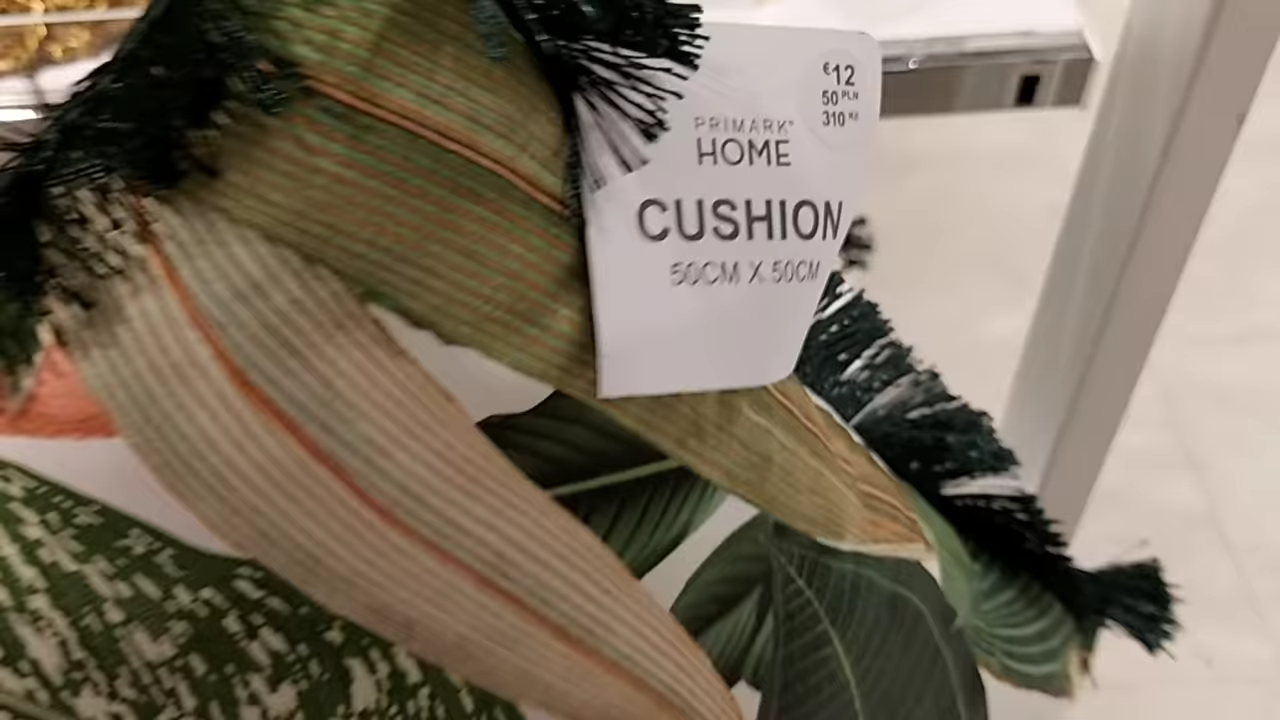 €12
50 PLN
310 Kč
PRIMARK®
HOME
CUSHION
50CM X 50CM